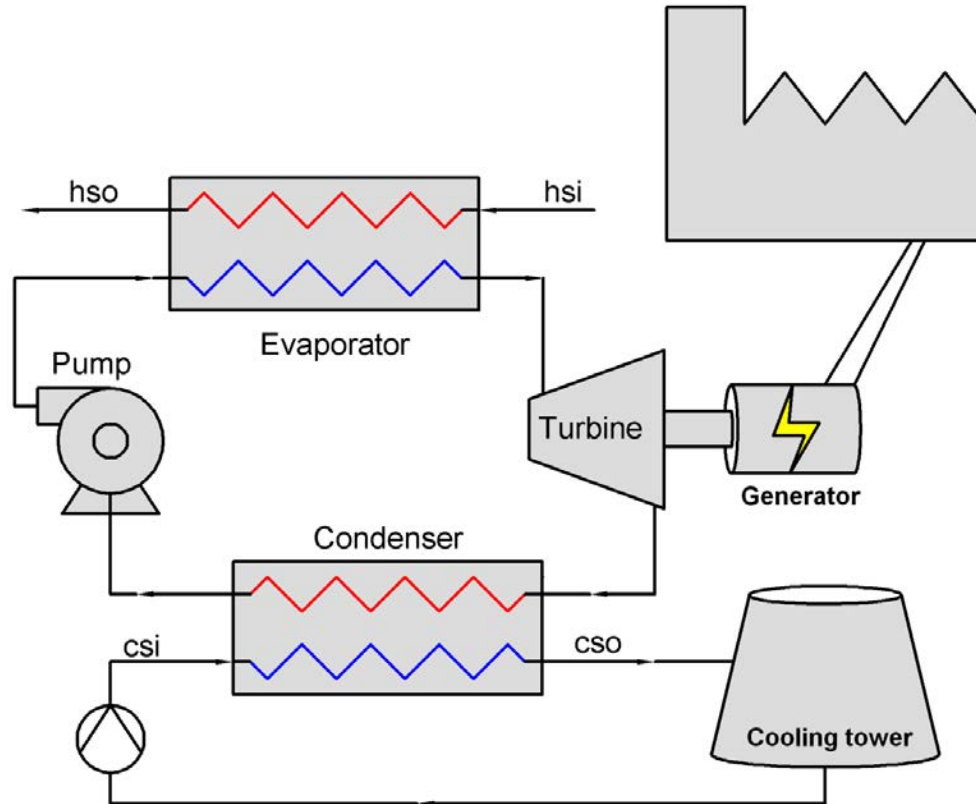 hso
hsi
Evaporator
Pump
Turbine
Generator
Condenser
csi
cso
Cooling tower